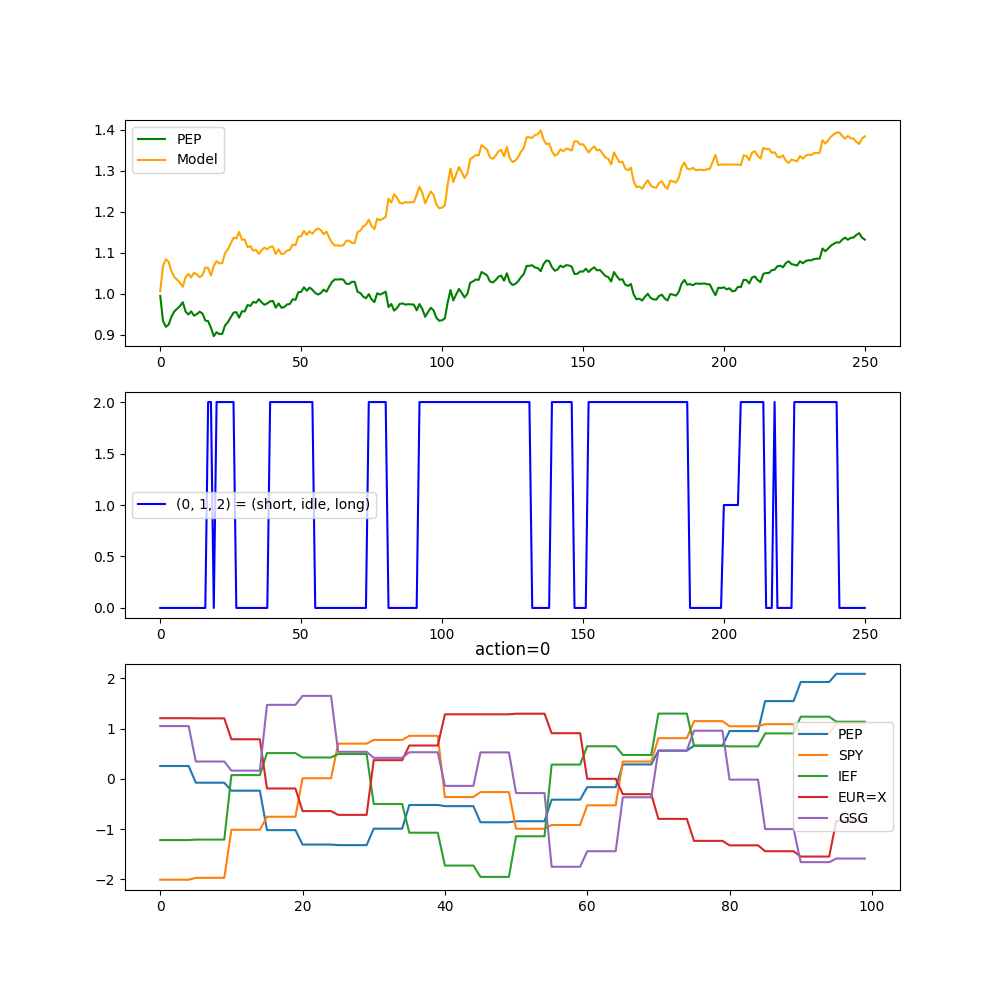 1.4
1.3
1.2
1.1
1.0
0.9
PEP
Model
0 50 100 150 200 250
2.0
1.5
1.0
0.5
0.0
(0, 1, 2) = (short, idle, long)
0 50 100 150 200 250
action=0
2
1
0
−1
−2
PEP
SPY
IEF
EUR=X
GSG
0 20 40 60 80 100